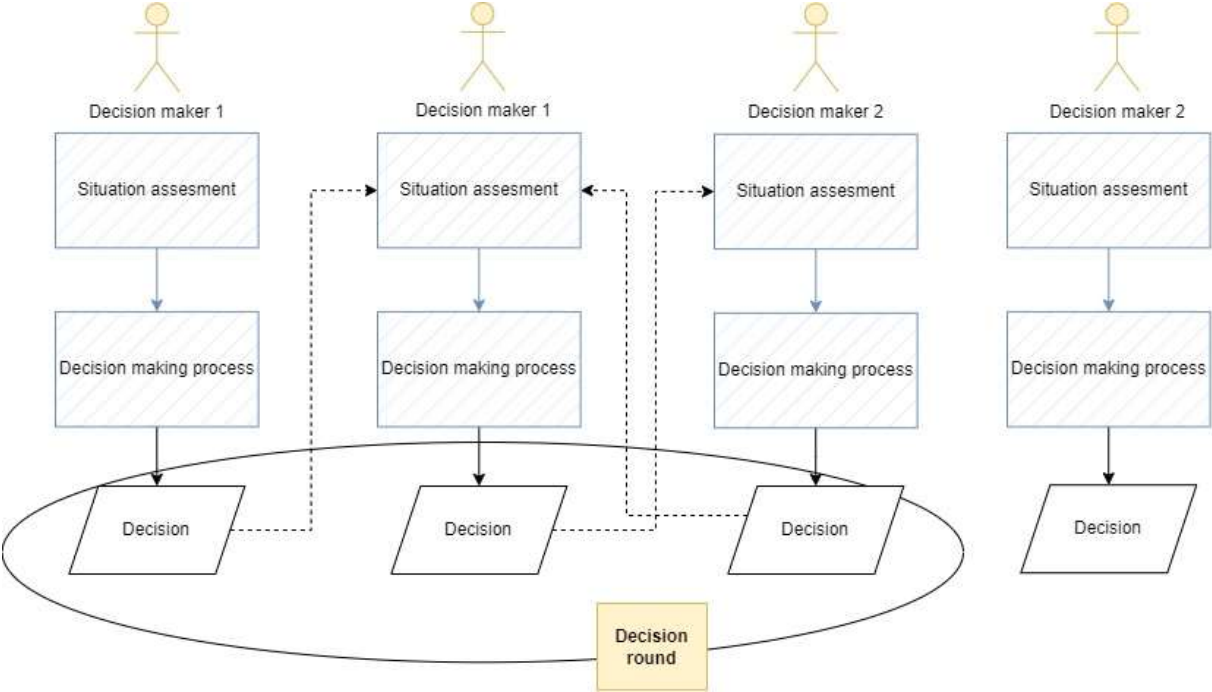 Decision maker 1
Decision maker 1
Decision maker 2
Decision maker 2
Situation assesment
Situation assesment
Situation assesment
Situation assesment
Decision making process
Decision making process
Decision making process
Decision making process
Decision
Decision
Decision
Decision
Decision
round